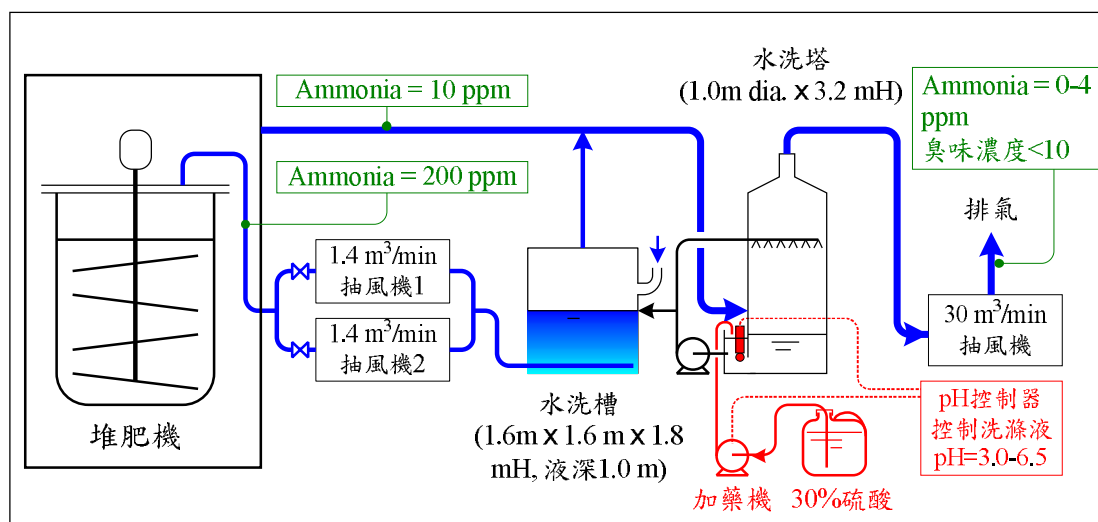 Ammonia = 10 ppm
Ammonia = 200 ppm
水洗塔
(1.0m dia. x 3.2 mH)
Ammonia = 0-4
ppm
臭味濃度<10
排氣
1.4 m³/min
抽風機1
1.4 m³/min
抽風機2
30 m³/min
抽風機
堆肥機
水洗槽
(1.6m x 1.6 m x 1.8
mH, 液深1.0 m)
pH控制器
控制洗滌液
pH=3.0-6.5
加藥機
30%硫酸